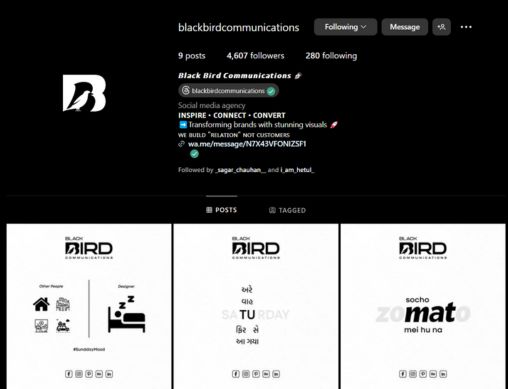 blackbirdcommunications
Following
Message
9 posts
4,607 followers
280 following
Black Bird Communications
blackbirdcommunications
Social media agency
INSPIRE • CONNECT • CONVERT
Transforming brands with stunning visuals
WE BUILD "RELATION" NOT CUSTOMERS
wa.me/message/N7X43VFONIZSF1
Followed by _sagar_chauhan__ and i_am_hetul_
POSTS
TAGGED
BLACK
BIRD
COMMUNICATIONS
Other People
Designer
#SundayMood
BLACK
BIRD
COMMUNICATIONS
અરે
વાહ
SATURDAY
ફિર સે
આ ગયા
BLACK
BIRD
COMMUNICATIONS
socho
zomato
mei hu na